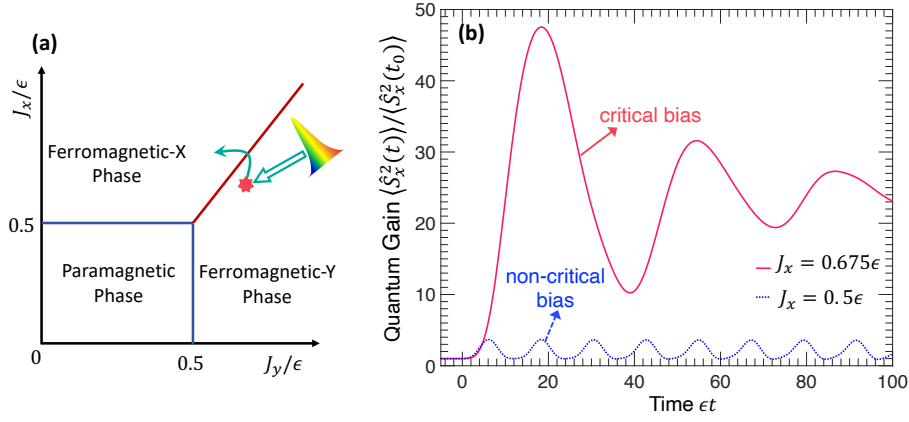 (a)
J_x/ϵ
Ferromagnetic-X
Phase
0.5
Paramagnetic
Phase
Ferromagnetic-Y
Phase
0
0.5
J_y/ϵ
(b)
Quantum Gain ⟨Ŝ_x^2(t)⟩/⟨Ŝ_x^2(t_0)⟩
50
40
30
20
10
0
critical bias
non-critical
bias
J_x = 0.675ϵ
J_x = 0.5ϵ
0 20 40 60 80 100
Time ϵt